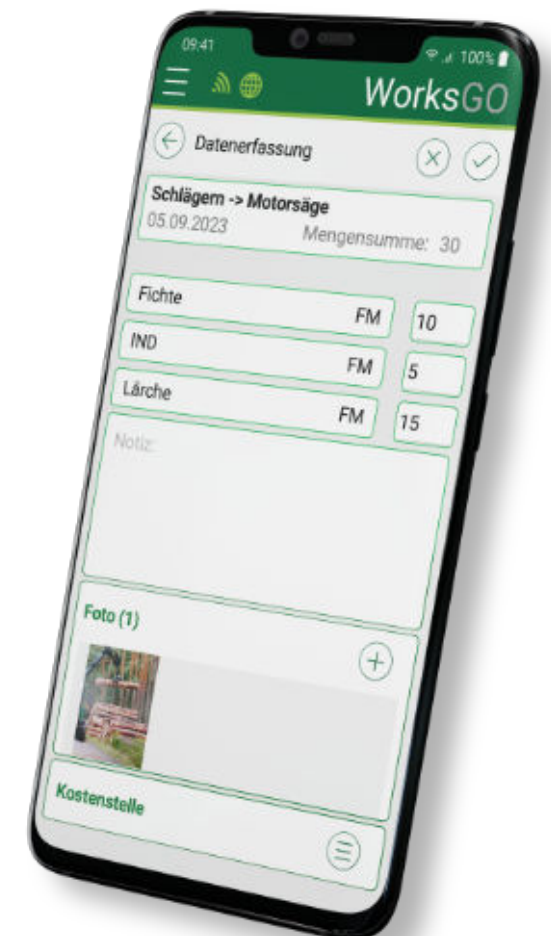 09:41 100%
WorksGO
Datenerfassung
Schlägern -> Motorsäge
05.09.2023 Mengensumme: 30
Fichte FM 10
IND FM 5
Lärche FM 15
Notiz:
Foto (1)
Kostenstelle